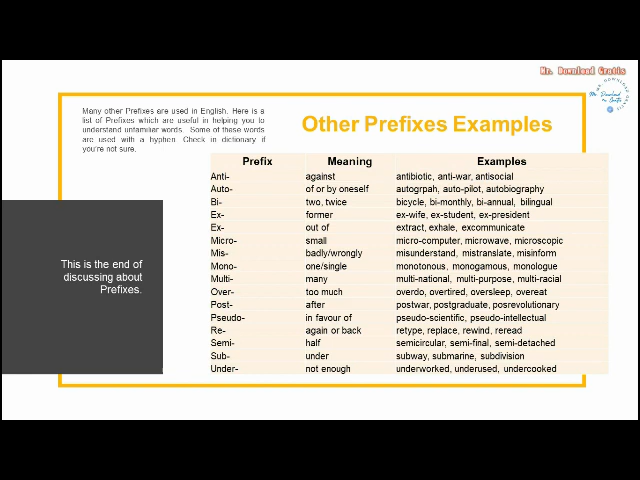 Mr. Download Gratis
Many other Prefixes are used in English. Here is a
list of Prefixes which are useful in helping you to
understand unfamiliar words. Some of these words
are used with a hyphen. Check in dictionary if
you're not sure.
Other Prefixes Examples
Prefix Meaning Examples
Anti- against antibiotic, anti-war, antisocial
Auto- of or by oneself autogrpah, auto-pilot, autobiography
Bi- two, twice bicycle, bi-monthly, bi-annual, bilingual
Ex- former ex-wife, ex-student, ex-president
Ex- out of extract, exhale, excommunicate
Micro- small micro-computer, microwave, microscopic
Mis- badly/wrongly misunderstand, mistranslate, misinform
Mono- one/single monotonous, monogamous, monologue
Multi- many multi-national, multi-purpose, multi-racial
Over- too much overdo, overtired, oversleep, overeat
Post- after postwar, postgraduate, posrevolutionary
Pseudo- in favour of pseudo-scientific, pseudo-intellectual
Re- again or back retype, replace, rewind, reread
Semi- half semicircular, semi-final, semi-detached
Sub- under subway, submarine, subdivision
Under- not enough underworked, underused, undercooked
This is the end of
discussing about
Prefixes.